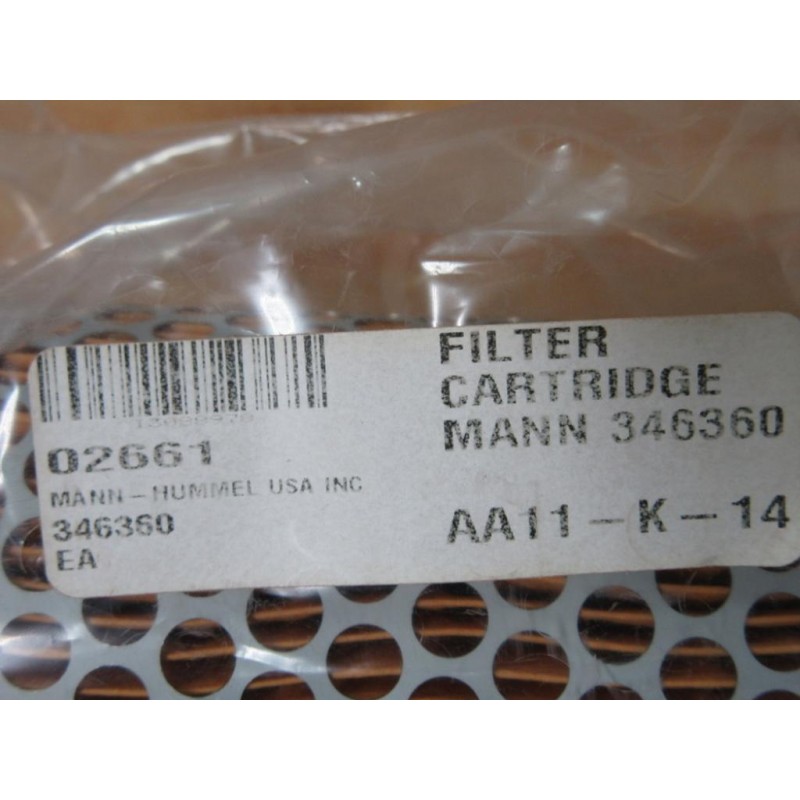 02661
MANN-HUMMEL USA INC
346360
EA
FILTER
CARTRIDGE
MANN 346360
AA11-K-14